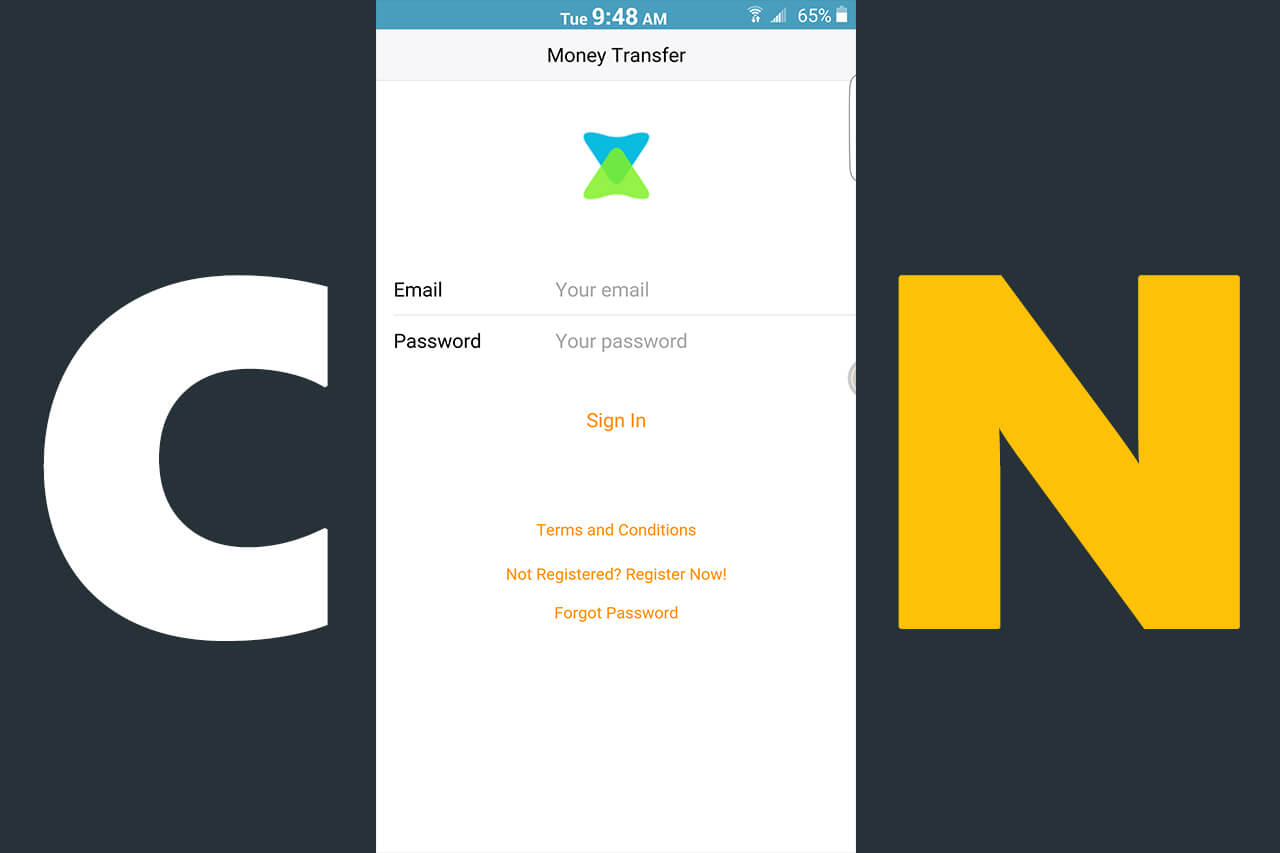 Tue 9:48 AM 65%
Money Transfer
Email Your email
Password Your password
Sign In
C N
Terms and Conditions
Not Registered? Register Now!
Forgot Password